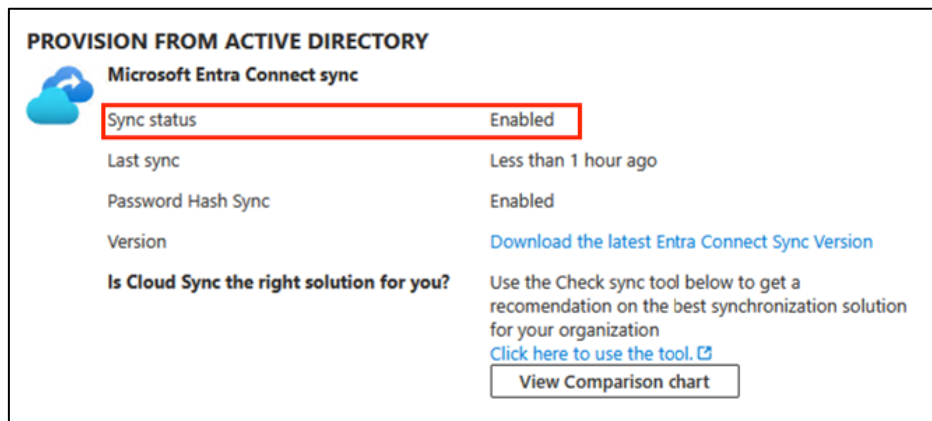 PROVISION FROM ACTIVE DIRECTORY
Microsoft Entra Connect sync
Sync status Enabled
Last sync Less than 1 hour ago
Password Hash Sync Enabled
Version Download the latest Entra Connect Sync Version
Is Cloud Sync the right solution for you? Use the Check sync tool below to get a
recomendation on the best synchronization solution
for your organization
Click here to use the tool.
View Comparison chart